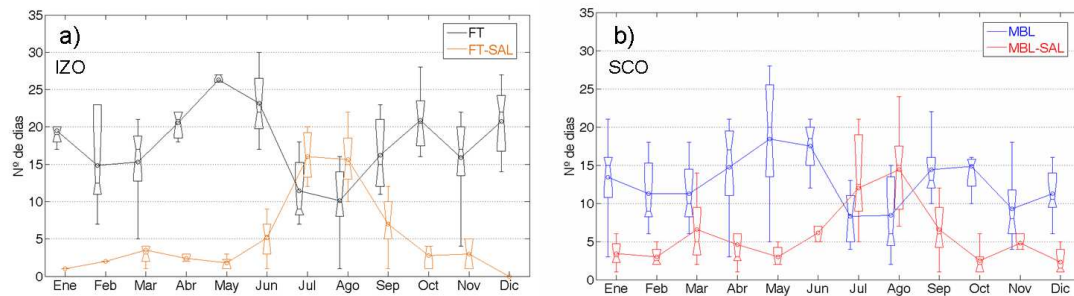 a)
IZO
FT
FT-SAL
Nº de días
35
30
25
20
15
10
5
0
Ene Feb Mar Abr May Jun Jul Ago Sep Oct Nov Dic
b)
SCO
MBL
MBL-SAL
Nº de días
35
30
25
20
15
10
5
0
Ene Feb Mar Abr May Jun Jul Ago Sep Oct Nov Dic